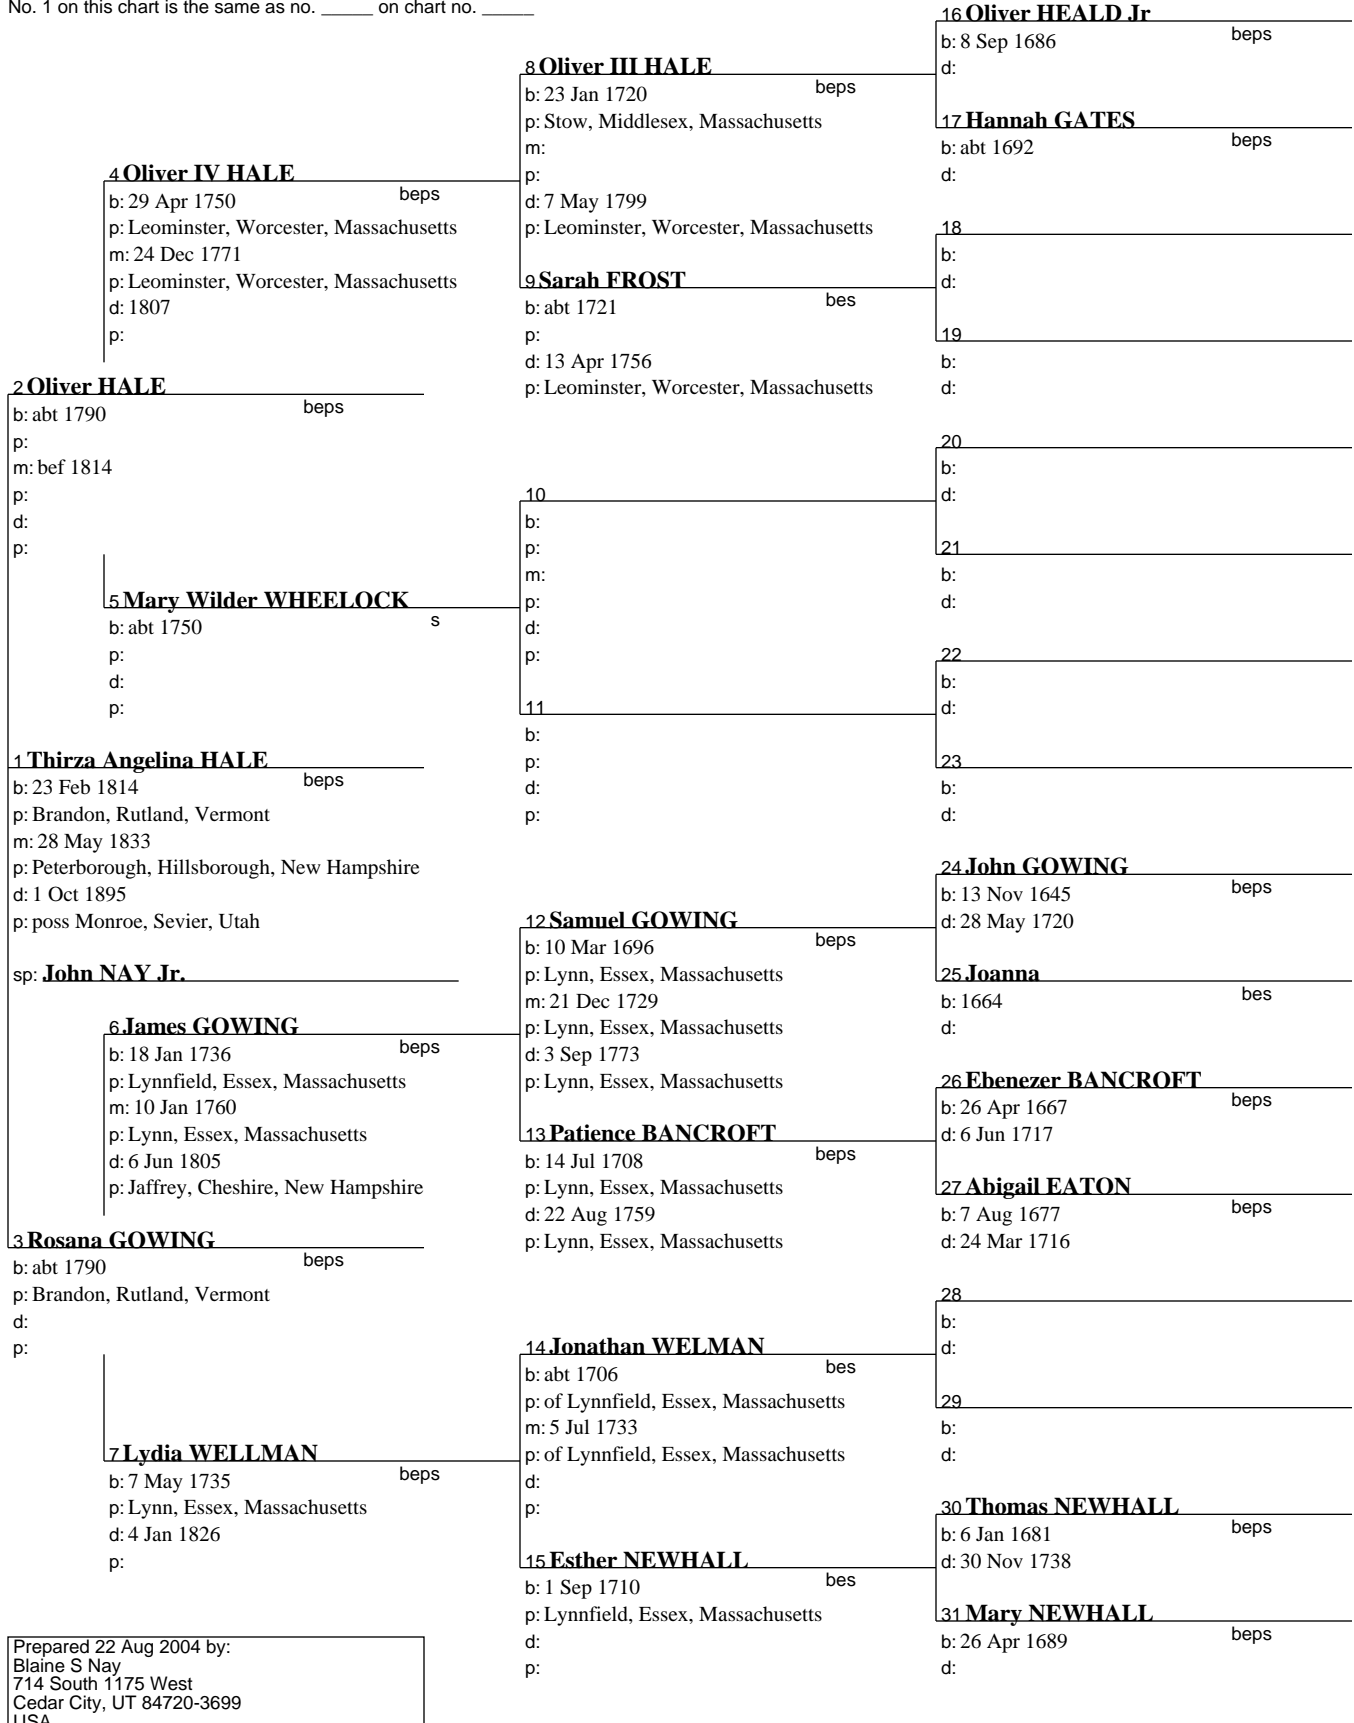 No. 1 on this chart is the same as no. _____ on chart no. _____
16 Oliver HEALD Jr
beps
b: 8 Sep 1686
d:
8 Oliver III HALE
beps
b: 23 Jan 1720
p: Stow, Middlesex, Massachusetts
m:
p:
d: 7 May 1799
p: Leominster, Worcester, Massachusetts
17 Hannah GATES
beps
b: abt 1692
d:
4 Oliver IV HALE
beps
b: 29 Apr 1750
p: Leominster, Worcester, Massachusetts
m: 24 Dec 1771
p: Leominster, Worcester, Massachusetts
d: 1807
p:
18
b:
d:
9 Sarah FROST
bes
b: abt 1721
p:
d: 13 Apr 1756
p: Leominster, Worcester, Massachusetts
19
b:
d:
2 Oliver HALE
beps
b: abt 1790
p:
m: bef 1814
p:
d:
p:
20
b:
d:
10
b:
p:
m:
p:
d:
p:
21
b:
d:
5 Mary Wilder WHEELOCK
s
b: abt 1750
p:
d:
p:
22
b:
d:
11
b:
p:
d:
p:
23
b:
d:
1 Thirza Angelina HALE
beps
b: 23 Feb 1814
p: Brandon, Rutland, Vermont
m: 28 May 1833
p: Peterborough, Hillsborough, New Hampshire
d: 1 Oct 1895
p: poss Monroe, Sevier, Utah
sp: John NAY Jr.
24 John GOWING
beps
b: 13 Nov 1645
d: 28 May 1720
12 Samuel GOWING
beps
b: 10 Mar 1696
p: Lynn, Essex, Massachusetts
m: 21 Dec 1729
p: Lynn, Essex, Massachusetts
d: 3 Sep 1773
p: Lynn, Essex, Massachusetts
25 Joanna
bes
b: 1664
d:
6 James GOWING
beps
b: 18 Jan 1736
p: Lynnfield, Essex, Massachusetts
m: 10 Jan 1760
p: Lynn, Essex, Massachusetts
d: 6 Jun 1805
p: Jaffrey, Cheshire, New Hampshire
26 Ebenezer BANCROFT
beps
b: 26 Apr 1667
d: 6 Jun 1717
13 Patience BANCROFT
beps
b: 14 Jul 1708
p: Lynn, Essex, Massachusetts
d: 22 Aug 1759
p: Lynn, Essex, Massachusetts
27 Abigail EATON
beps
b: 7 Aug 1677
d: 24 Mar 1716
3 Rosana GOWING
beps
b: abt 1790
p: Brandon, Rutland, Vermont
d:
p:
28
b:
d:
14 Jonathan WELMAN
bes
b: abt 1706
p: of Lynnfield, Essex, Massachusetts
m: 5 Jul 1733
p: of Lynnfield, Essex, Massachusetts
d:
p:
29
b:
d:
7 Lydia WELLMAN
beps
b: 7 May 1735
p: Lynn, Essex, Massachusetts
d: 4 Jan 1826
p:
30 Thomas NEWHALL
beps
b: 6 Jan 1681
d: 30 Nov 1738
15 Esther NEWHALL
bes
b: 1 Sep 1710
p: Lynnfield, Essex, Massachusetts
d:
p:
31 Mary NEWHALL
beps
b: 26 Apr 1689
d:
Prepared 22 Aug 2004 by:
Blaine S Nay
714 South 1175 West
Cedar City, UT 84720-3699
USA